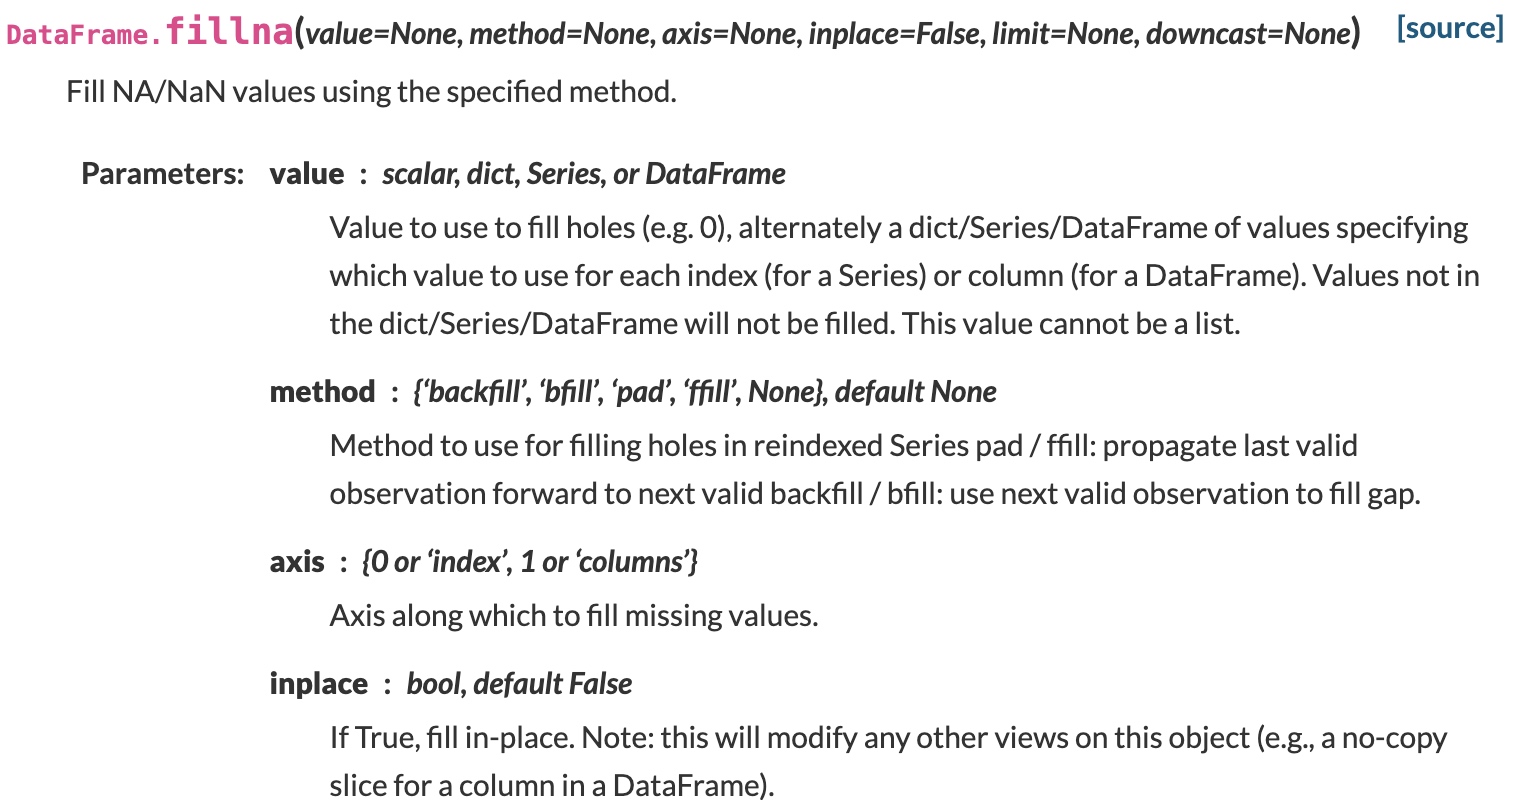 DataFrame.fillna(value=None, method=None, axis=None, inplace=False, limit=None, downcast=None) [source]
Fill NA/NaN values using the specified method.
Parameters: value : scalar, dict, Series, or DataFrame
Value to use to fill holes (e.g. 0), alternately a dict/Series/DataFrame of values specifying
which value to use for each index (for a Series) or column (for a DataFrame). Values not in
the dict/Series/DataFrame will not be filled. This value cannot be a list.
method : {‘backfill’, ‘bfill’, ‘pad’, ‘ffill’, None}, default None
Method to use for filling holes in reindexed Series pad / ffill: propagate last valid
observation forward to next valid backfill / bfill: use next valid observation to fill gap.
axis : {0 or ‘index’, 1 or ‘columns’}
Axis along which to fill missing values.
inplace : bool, default False
If True, fill in-place. Note: this will modify any other views on this object (e.g., a no-copy
slice for a column in a DataFrame).